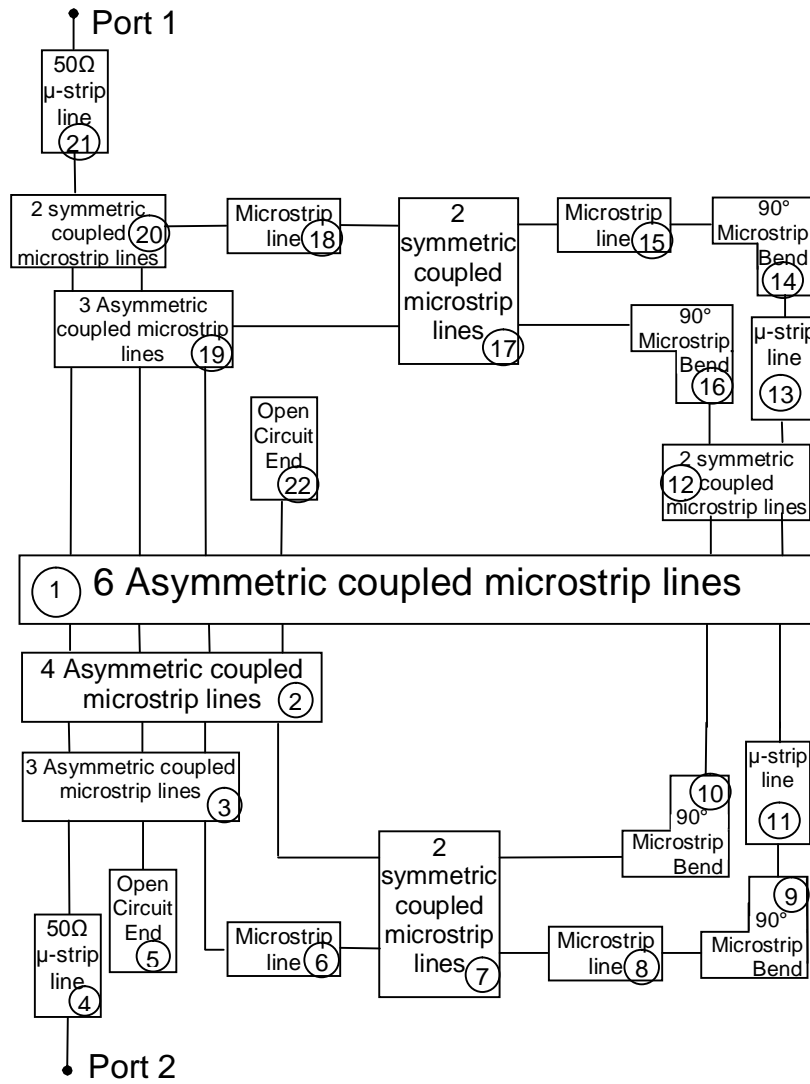 Port 1
50Ω
µ-strip
line
21
2 symmetric
coupled
microstrip lines
20
Microstrip
line
18
2
symmetric
coupled
microstrip
lines
17
Microstrip
line
15
90°
Microstrip
Bend
14
3 Asymmetric
coupled microstrip
lines
19
90°
Microstrip
Bend
16
µ-strip
line
13
Open
Circuit
End
22
2 symmetric
coupled
microstrip lines
12
1
6 Asymmetric coupled microstrip lines
4 Asymmetric coupled
microstrip lines
2
3 Asymmetric coupled
microstrip lines
3
10
90°
Microstrip
Bend
µ-strip
line
11
2
symmetric
coupled
microstrip
lines
7
Open
Circuit
End
5
9
90°
Microstrip
Bend
50Ω
µ-strip
line
4
Microstrip
line
6
Microstrip
line
8
Port 2